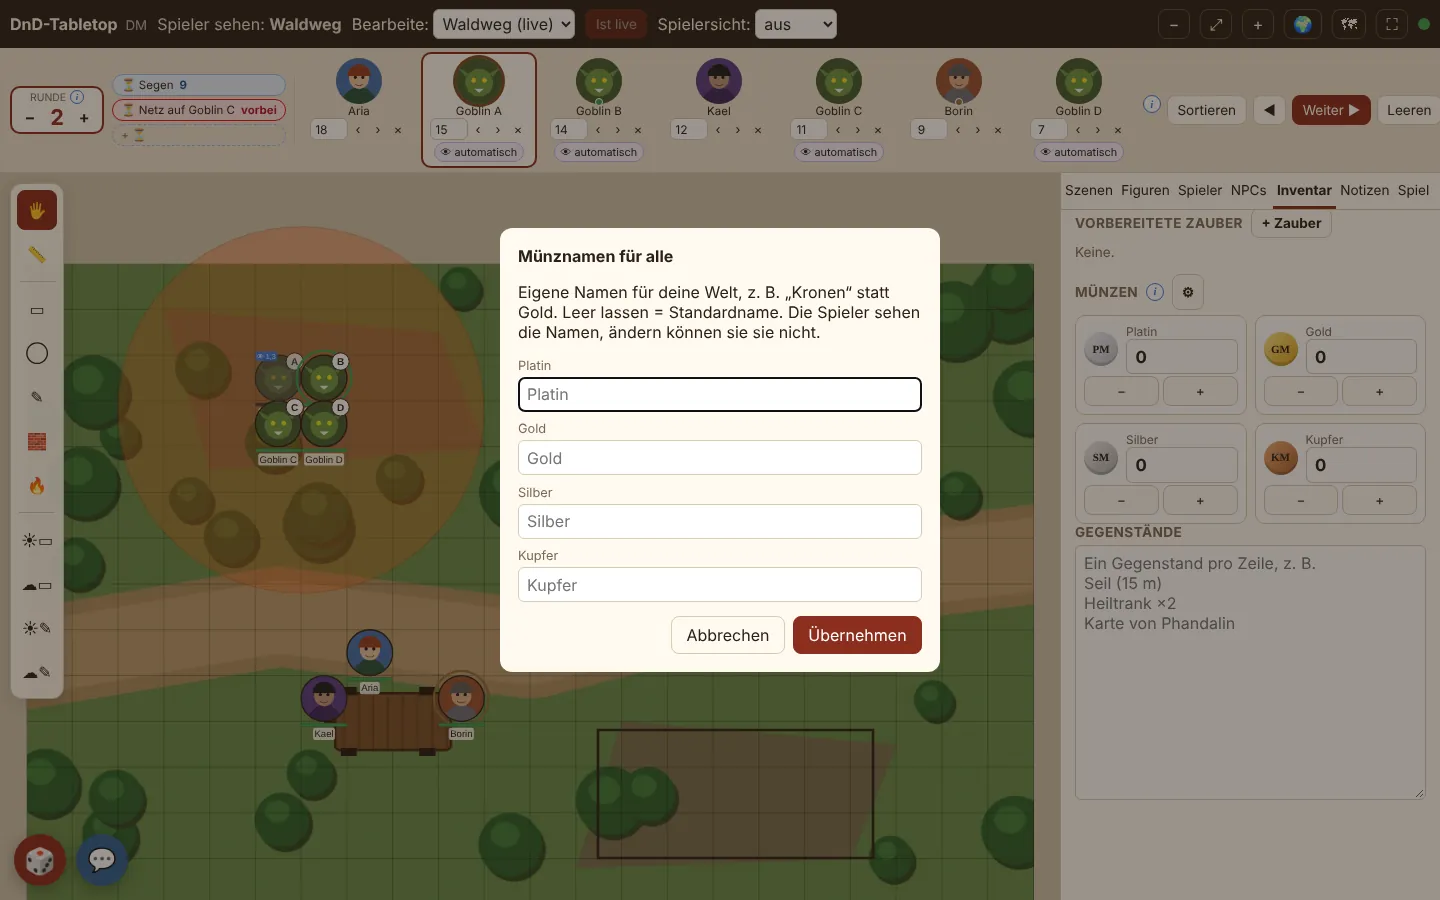 DnD-Tabletop DM Spieler sehen: Waldweg Bearbeite: Waldweg (live) Ist live Spielersicht: aus
RUNDE i
− 2 +
⏳ Segen 9
⏳ Netz auf Goblin C vorbei
+ ⏳
Aria
18 ‹ › ×
Goblin A
15 ‹ › ×
automatisch
Goblin B
14 ‹ › ×
automatisch
Kael
12 ‹ › ×
Goblin C
11 ‹ › ×
automatisch
Borin
9 ‹ › ×
Goblin D
7 ‹ › ×
automatisch
i Sortieren ◀ Weiter ▶ Leeren
Szenen Figuren Spieler NPCs Inventar Notizen Spiel
VORBEREITETE ZAUBER + Zauber
Keine.
MÜNZEN i
Platin
PM 0
− +
Gold
GM 0
− +
Silber
SM 0
− +
Kupfer
KM 0
− +
GEGENSTÄNDE
Ein Gegenstand pro Zeile, z. B.
Seil (15 m)
Heiltrank ×2
Karte von Phandalin
Münznamen für alle
Eigene Namen für deine Welt, z. B. „Kronen“ statt
Gold. Leer lassen = Standardname. Die Spieler sehen
die Namen, ändern können sie sie nicht.
Platin
Platin
Gold
Gold
Silber
Silber
Kupfer
Kupfer
Abbrechen Übernehmen
1,3
A
B
C
D
Goblin C
Goblin D
Aria
Kael
Borin